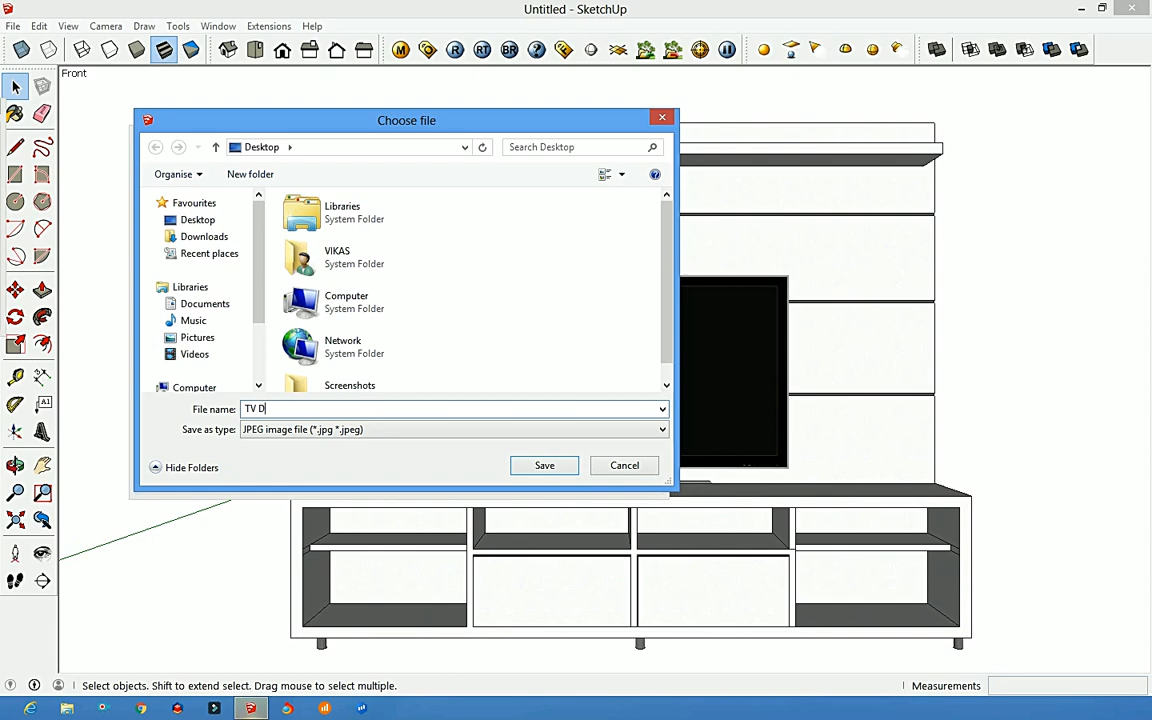 Untitled - SketchUp
File Edit View Camera Draw Tools Window Extensions Help
M R RT BR ?
Front
Choose file
Desktop
Search Desktop
Organise New folder
Favourites
Desktop
Downloads
Recent places
Libraries
Documents
Music
Pictures
Videos
Computer
Libraries
System Folder
VIKAS
System Folder
Computer
System Folder
Network
System Folder
Screenshots
File name: TV D
Save as type: JPEG image file (*.jpg *.jpeg)
Hide Folders
Save Cancel
A1
Select objects. Shift to extend select. Drag mouse to select multiple.
Measurements